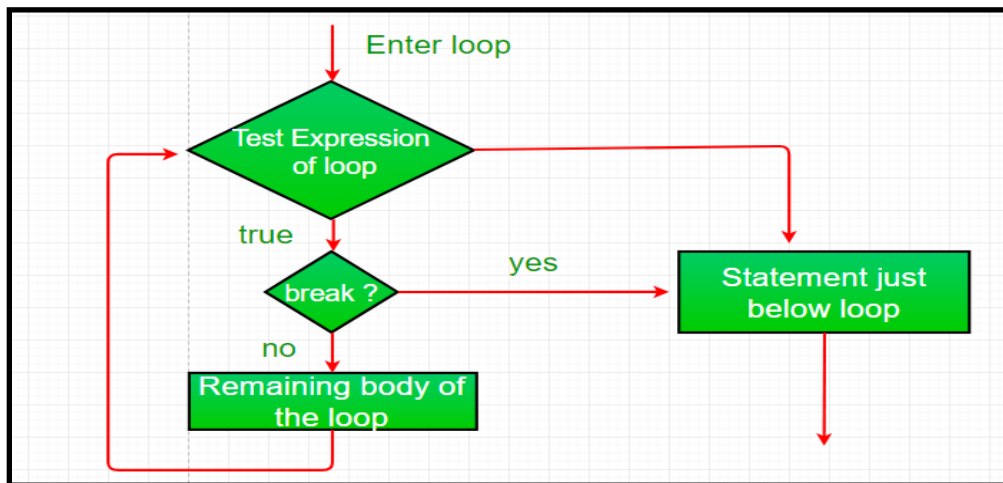 Enter loop
Test Expression
of loop
true
yes
break ?
Statement just
below loop
no
Remaining body of
the loop